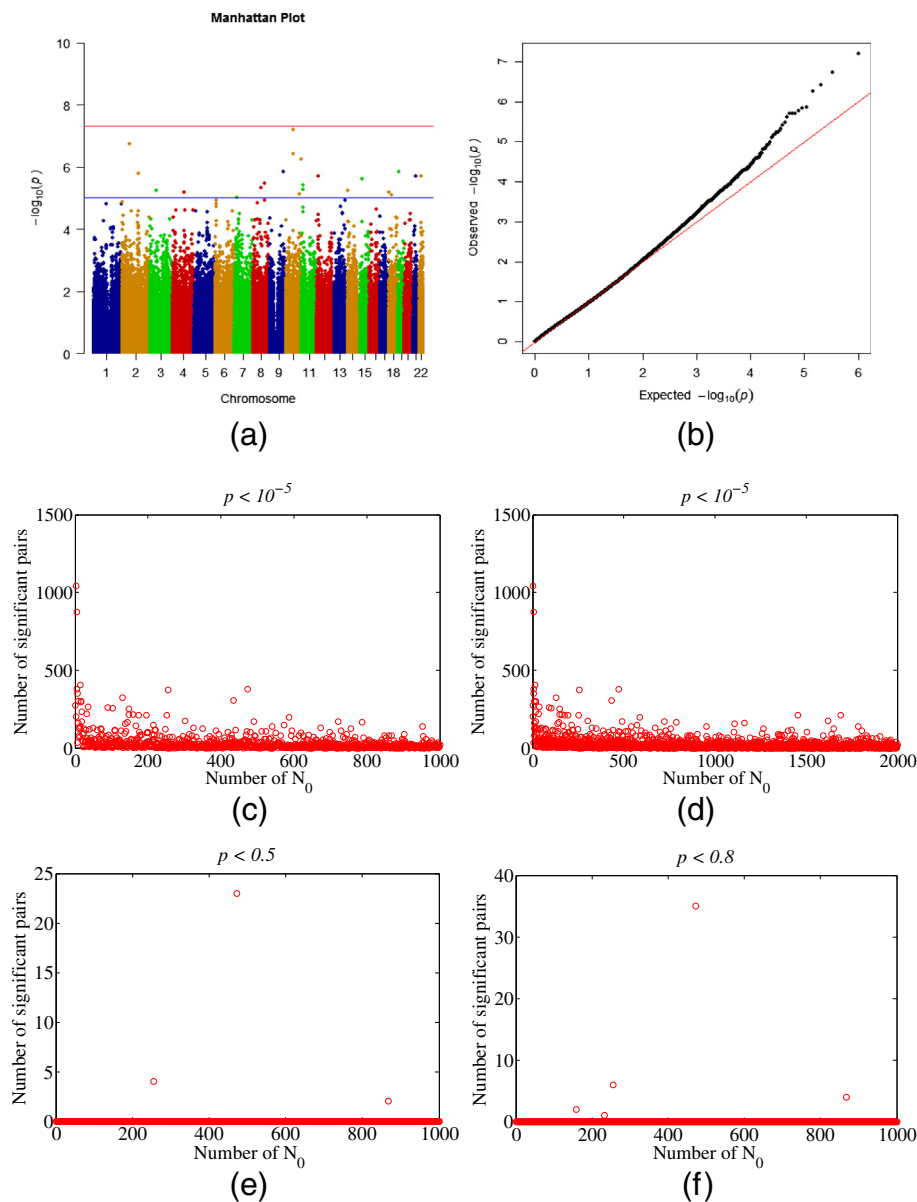 Manhattan Plot
10
8
6
4
2
0
−log10(p)
1 2 3 4 5 6 7 8 9 11 13 15 18 22
Chromosome
(a)
7
6
5
4
3
2
1
0
Observed −log10(p)
0 1 2 3 4 5 6
Expected −log10(p)
(b)
p < 10−5
1500
1000
500
0
Number of significant pairs
0 200 400 600 800 1000
Number of N0
(c)
p < 10−5
1500
1000
500
0
Number of significant pairs
0 500 1000 1500 2000
Number of N0
(d)
p < 0.5
25
20
15
10
5
0
Number of significant pairs
0 200 400 600 800 1000
Number of N0
(e)
p < 0.8
40
30
20
10
0
Number of significant pairs
0 200 400 600 800 1000
Number of N0
(f)